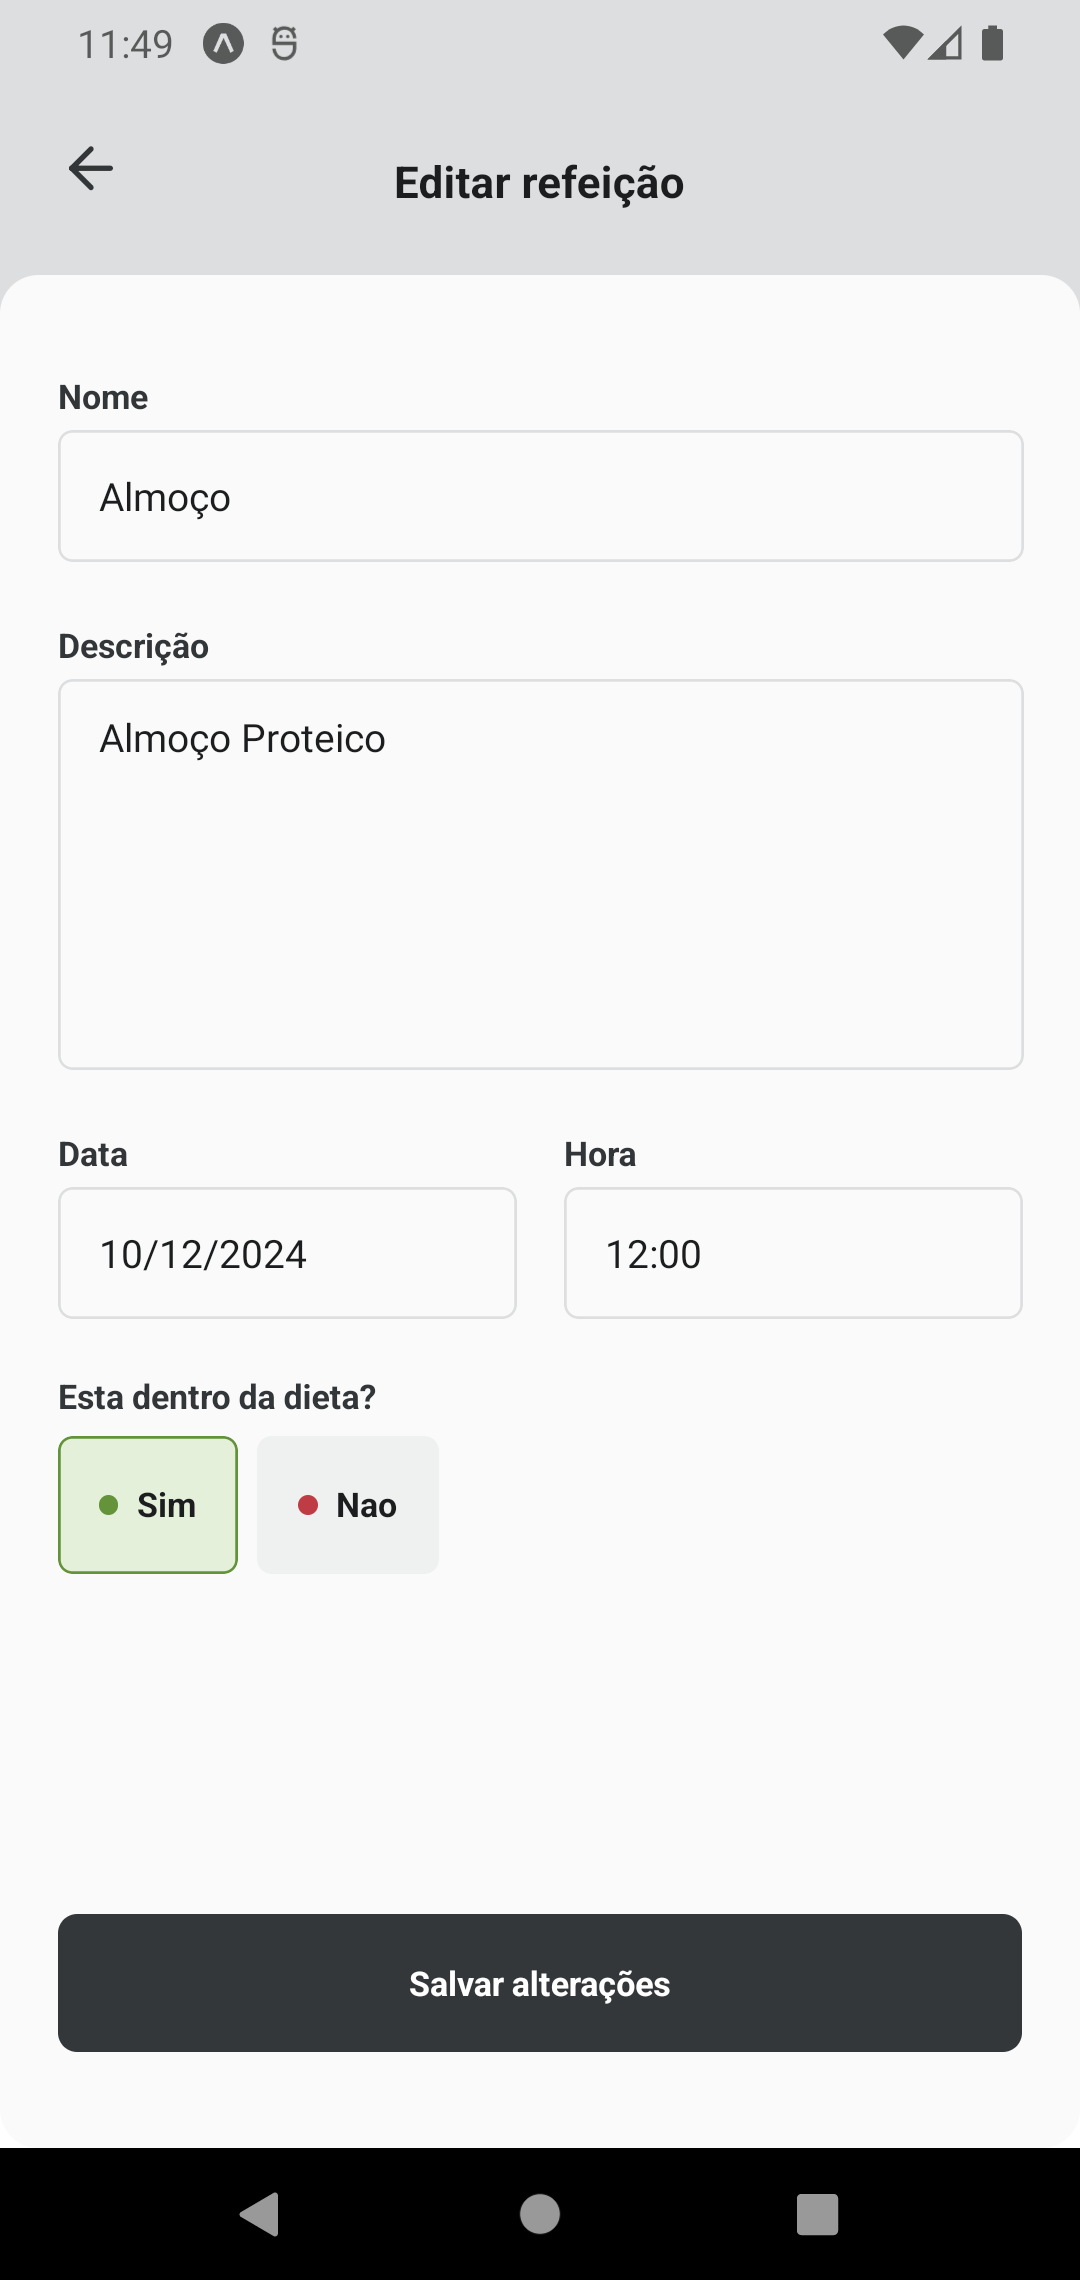 11:49
Editar refeição
Nome
Almoço
Descrição
Almoço Proteico
Data
Hora
10/12/2024
12:00
Esta dentro da dieta?
Sim
Nao
Salvar alterações